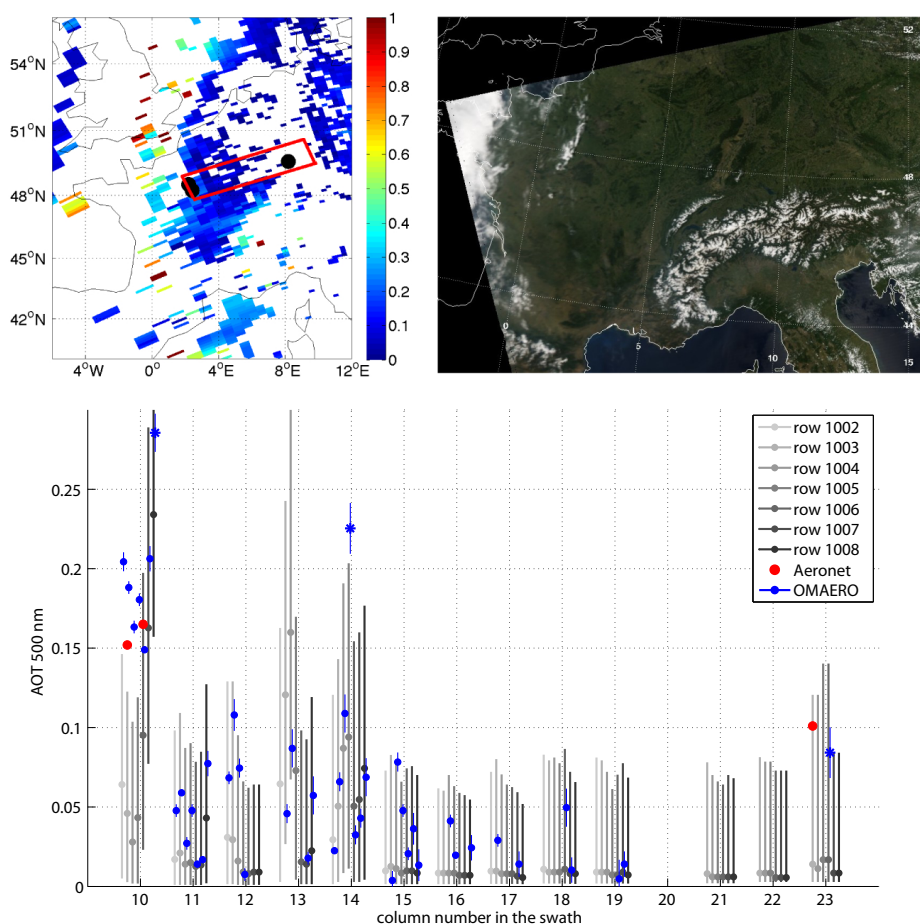 54°N
51°N
48°N
45°N
42°N
4°W 0° 4°E 8°E 12°E
1
0.9
0.8
0.7
0.6
0.5
0.4
0.3
0.2
0.1
0
52
48
44
0
5
10
15
AOT 500 nm
0.25
0.2
0.15
0.1
0.05
0
row 1002
row 1003
row 1004
row 1005
row 1006
row 1007
row 1008
Aeronet
OMAERO
10 11 12 13 14 15 16 17 18 19 20 21 22 23
column number in the swath